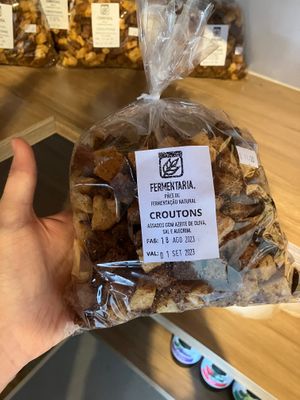 FERMENTARIA.
PÃES DE
FERMENTAÇÃO NATURAL
CROUTONS
ASSADOS COM AZEITE DE OLIVA,
SAL E ALECRIM.
FAB: 18 AGO 2023
VAL: 01 SET 2023